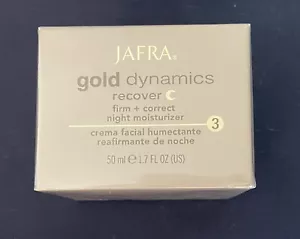 JAFRA®
gold dynamics
recover
firm + correct
night moisturizer
3
crema facial humectante
reafirmante de noche
50 ml ℮ 1.7 FL OZ (US)